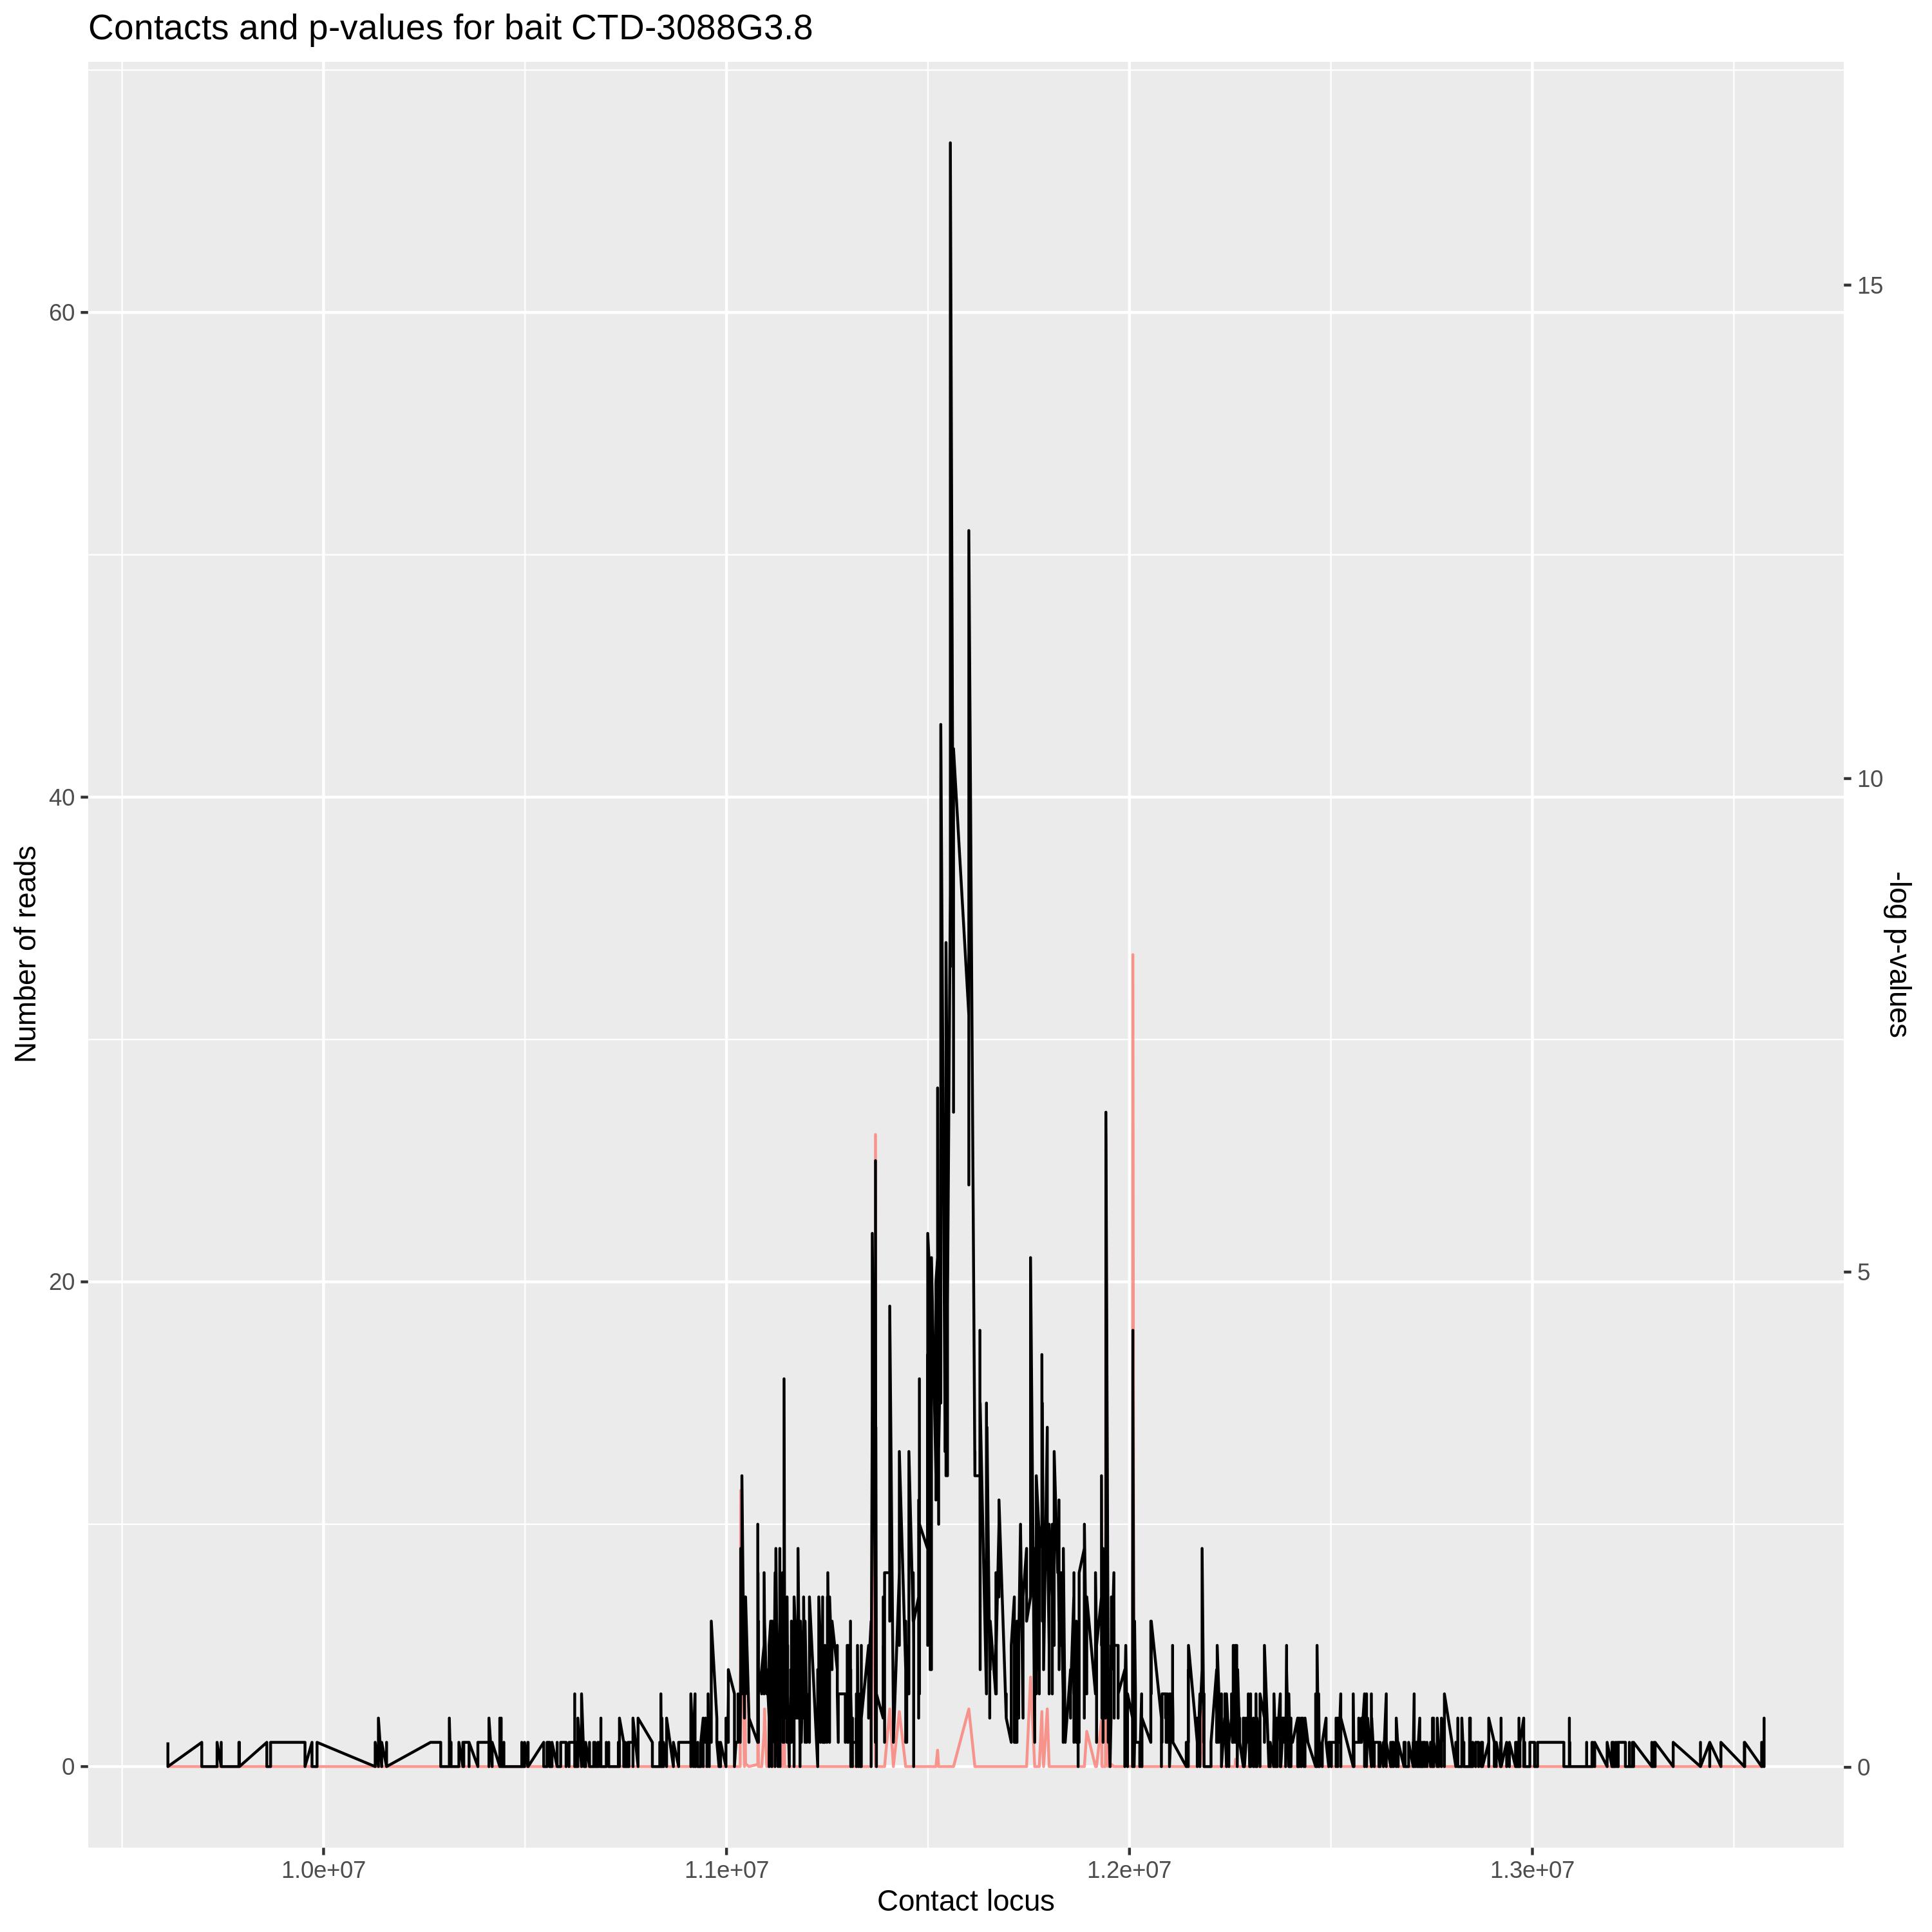 Contacts and p-values for bait CTD-3088G3.8
Number of reads
60
40
20
0
15
10
5
0
-log p-values
1.0e+07
1.1e+07
1.2e+07
1.3e+07
Contact locus